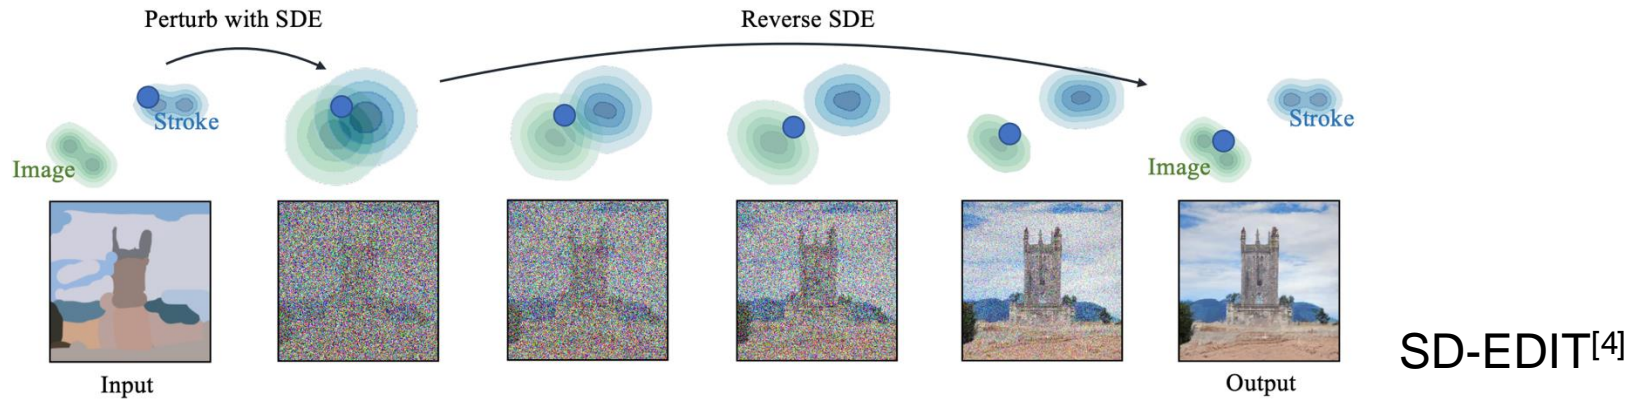 Perturb with SDE
Reverse SDE
Stroke
Image
Stroke
Image
Input
Output
SD-EDIT[4]